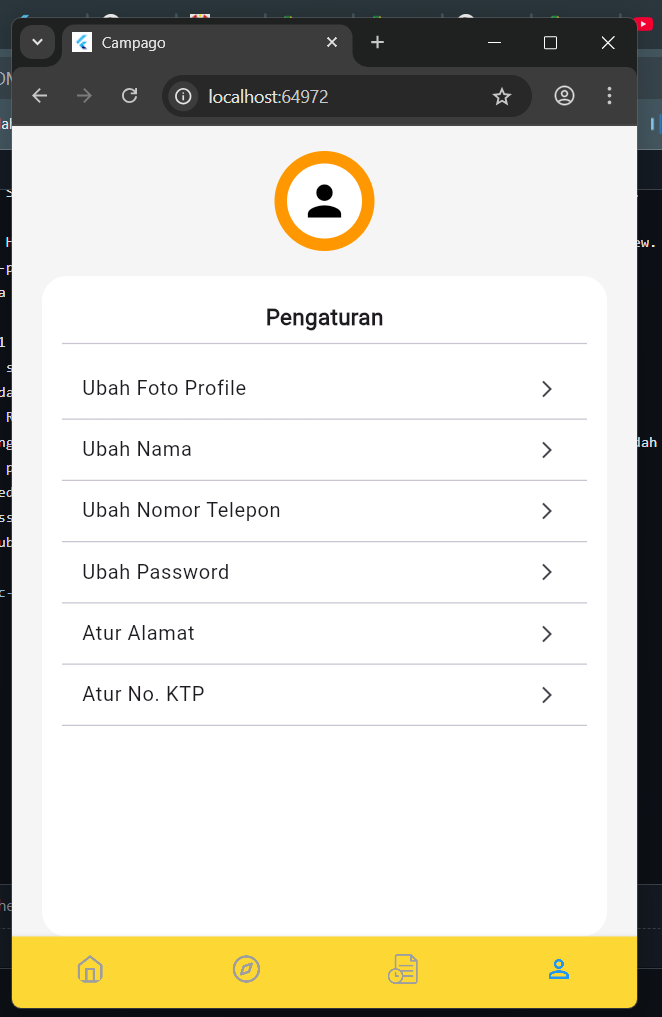 Campago
localhost:64972
Pengaturan
Ubah Foto Profile
Ubah Nama
Ubah Nomor Telepon
Ubah Password
Atur Alamat
Atur No. KTP